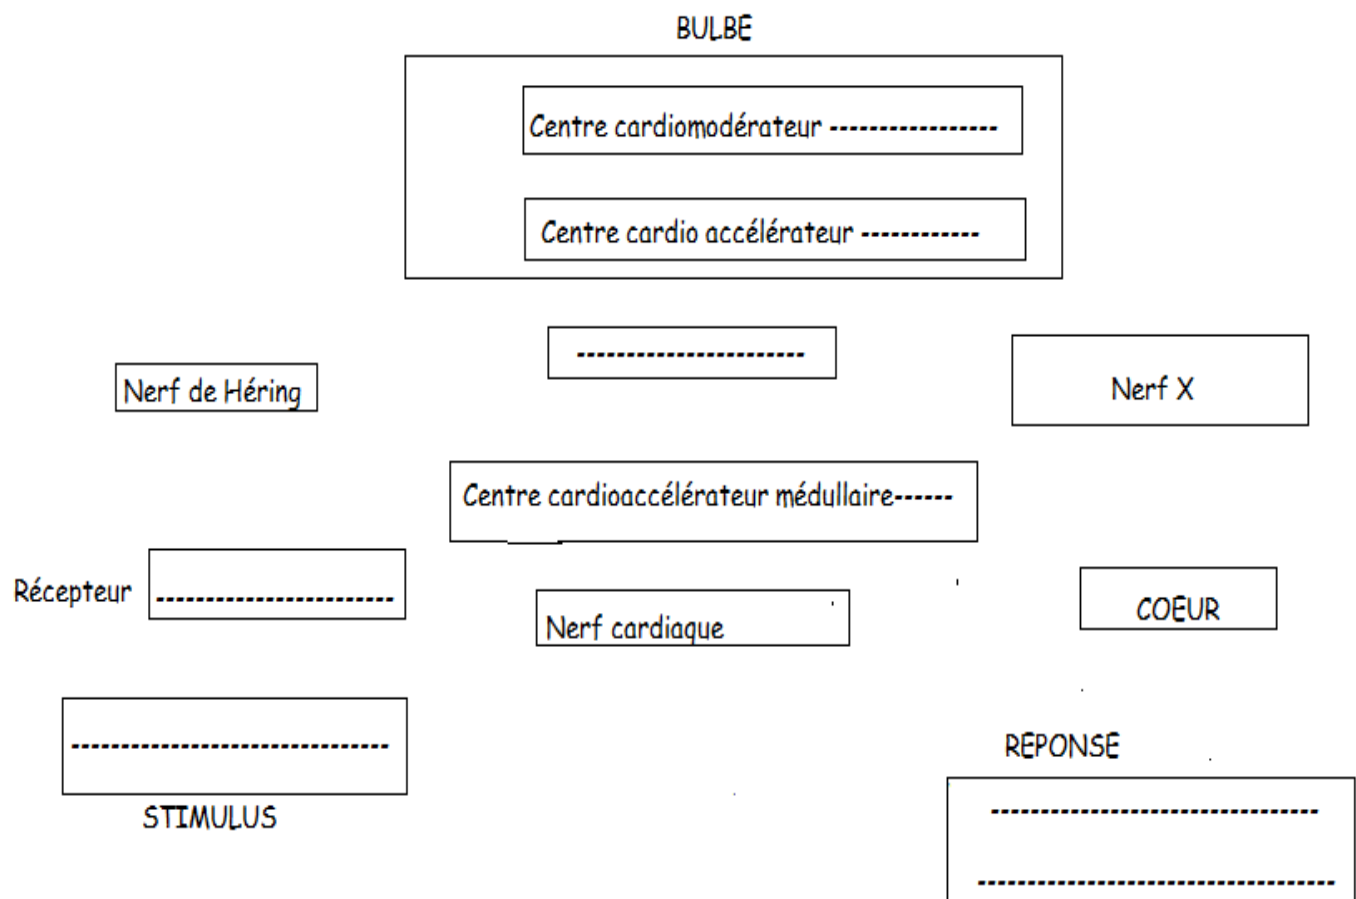 BULBE
Centre cardiomodérateur -----------------
Centre cardio accélérateur ------------
-----------------------
Nerf de Héring
Nerf X
Centre cardioaccélérateur médullaire------
Récepteur ------------------------
Nerf cardiaque
COEUR
--------------------------------
STIMULUS
REPONSE
---------------------------------
------------------------------------